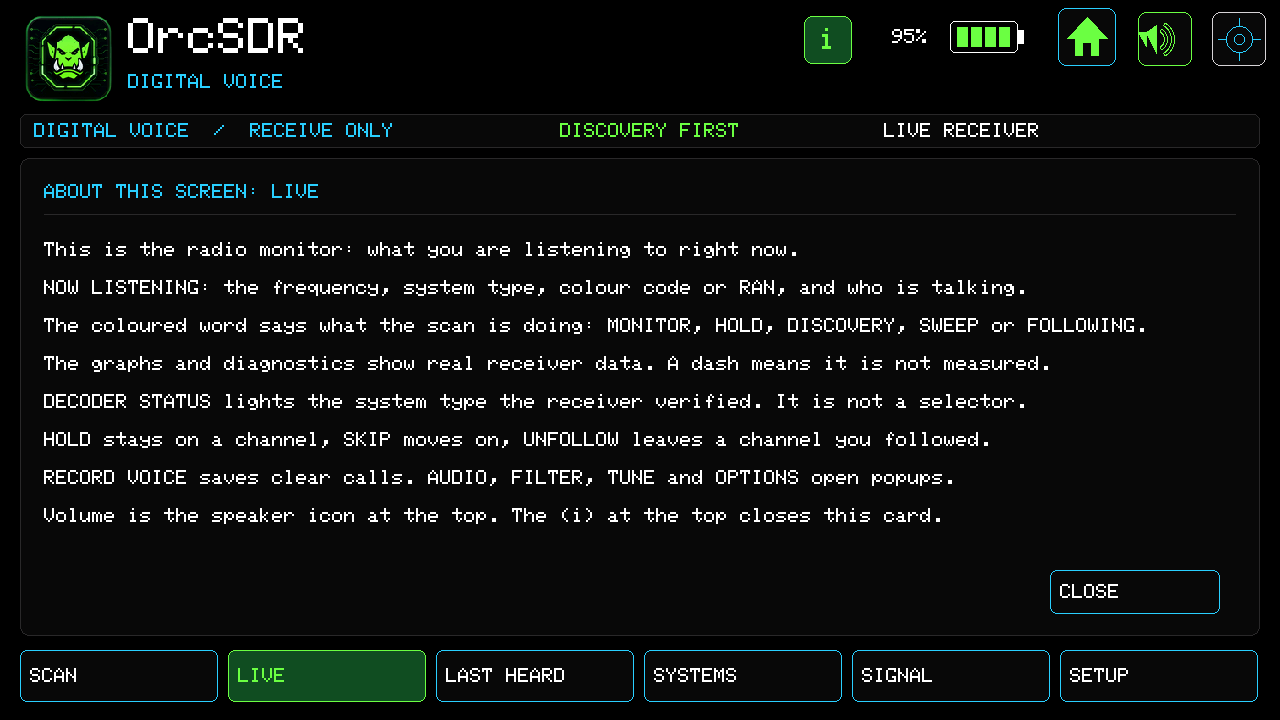 OrcSDR
i
95%
DIGITAL VOICE
DIGITAL VOICE / RECEIVE ONLY
DISCOVERY FIRST
LIVE RECEIVER
ABOUT THIS SCREEN: LIVE
This is the radio monitor: what you are listening to right now.
NOW LISTENING: the frequency, system type, colour code or RAN, and who is talking.
The coloured word says what the scan is doing: MONITOR, HOLD, DISCOVERY, SWEEP or FOLLOWING.
The graphs and diagnostics show real receiver data. A dash means it is not measured.
DECODER STATUS lights the system type the receiver verified. It is not a selector.
HOLD stays on a channel, SKIP moves on, UNFOLLOW leaves a channel you followed.
RECORD VOICE saves clear calls. AUDIO, FILTER, TUNE and OPTIONS open popups.
Volume is the speaker icon at the top. The (i) at the top closes this card.
CLOSE
SCAN
LIVE
LAST HEARD
SYSTEMS
SIGNAL
SETUP